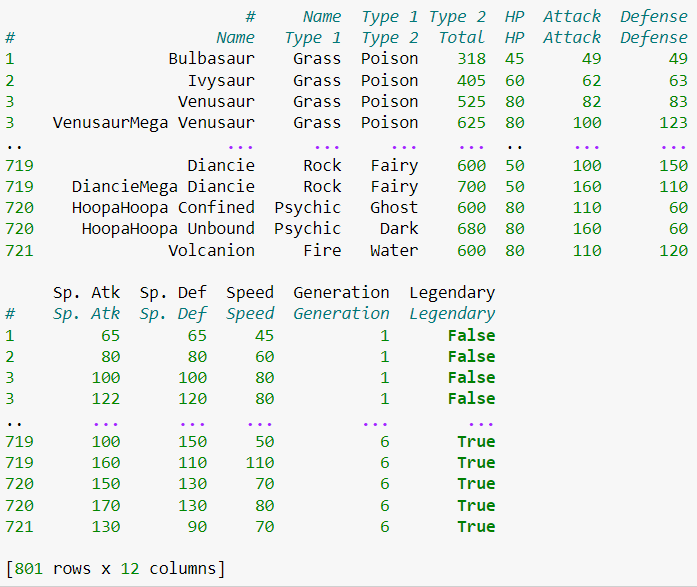 # Name Type 1 Type 2 HP Attack Defense
# Name Type 1 Type 2 Total HP Attack Defense
1 Bulbasaur Grass Poison 318 45 49 49
2 Ivysaur Grass Poison 405 60 62 63
3 Venusaur Grass Poison 525 80 82 83
3 VenusaurMega Venusaur Grass Poison 625 80 100 123
.. ... ... ... ... .. ... ...
719 Diancie Rock Fairy 600 50 100 150
719 DiancieMega Diancie Rock Fairy 700 50 160 110
720 HoopaHoopa Confined Psychic Ghost 600 80 110 60
720 HoopaHoopa Unbound Psychic Dark 680 80 160 60
721 Volcanion Fire Water 600 80 110 120
Sp. Atk Sp. Def Speed Generation Legendary
# Sp. Atk Sp. Def Speed Generation Legendary
1 65 65 45 1 False
2 80 80 60 1 False
3 100 100 80 1 False
3 122 120 80 1 False
.. ... ... ... ... ...
719 100 150 50 6 True
719 160 110 110 6 True
720 150 130 70 6 True
720 170 130 80 6 True
721 130 90 70 6 True
[801 rows x 12 columns]